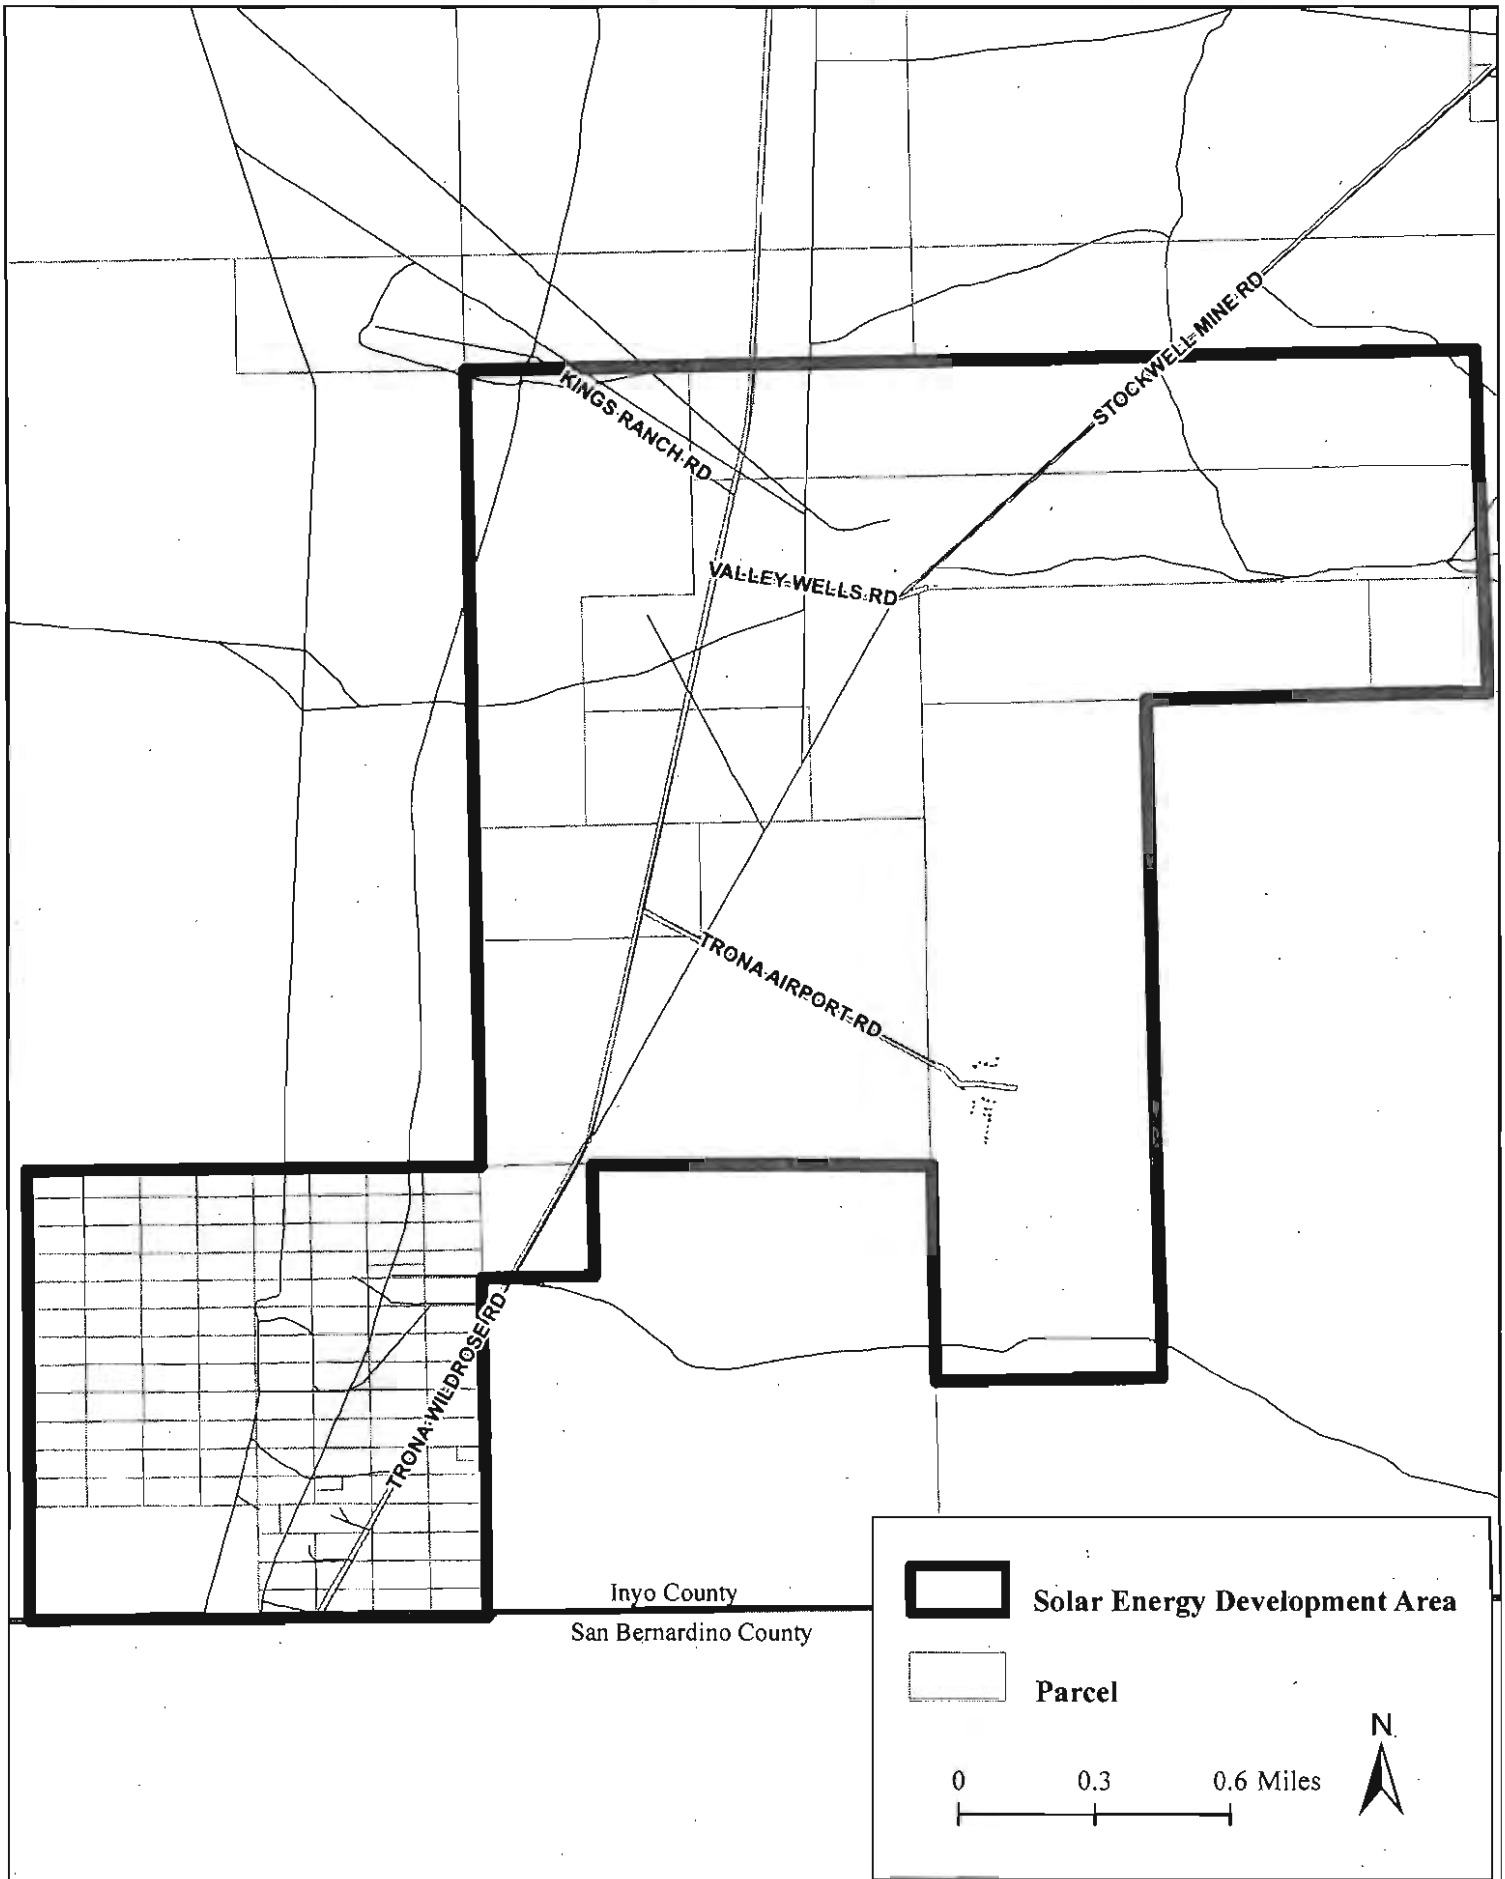 STOCKWELL MINE RD
KINGS RANCH RD
VALLEY WELLS RD
TRONA AIRPORT RD
TRONA WILDROSE RD
Inyo County
San Bernardino County
Solar Energy Development Area
Parcel
N
0 0.3 0.6 Miles